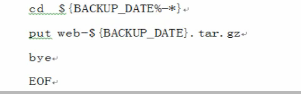 cd  ${BACKUP_DATE%-*}
put web-${BACKUP_DATE}.tar.gz
bye
EOF